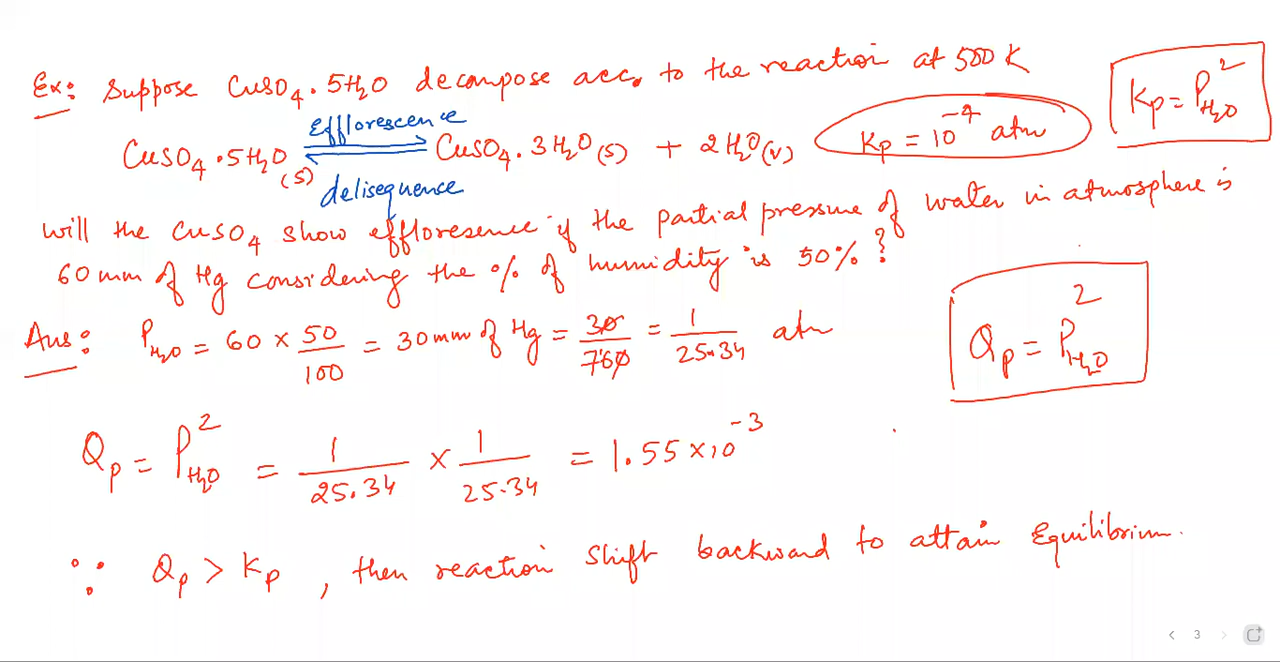 Ex: Suppose CuSO₄·5H₂O decompose acc. to the reaction at 500 K
Kp = P²H₂O
Efflorescence
CuSO₄·5H₂O (s) ⇌ CuSO₄·3H₂O (s) + 2H₂O (v) Kp = 10⁻⁴ atm
delisequence
Will the CuSO₄ show effloresence if the partial pressure of water in atmosphere is
60 mm of Hg considering the % of humidity is 50%?
Ans: PH₂O = 60 × 50/100 = 30 mm of Hg = 30/760 = 1/25.34 atm
Qp = P²H₂O
Qp = P²H₂O = 1/25.34 × 1/25.34 = 1.55 × 10⁻³
∵ Qp > Kp , then reaction shift backward to attain Equilibrium.
3